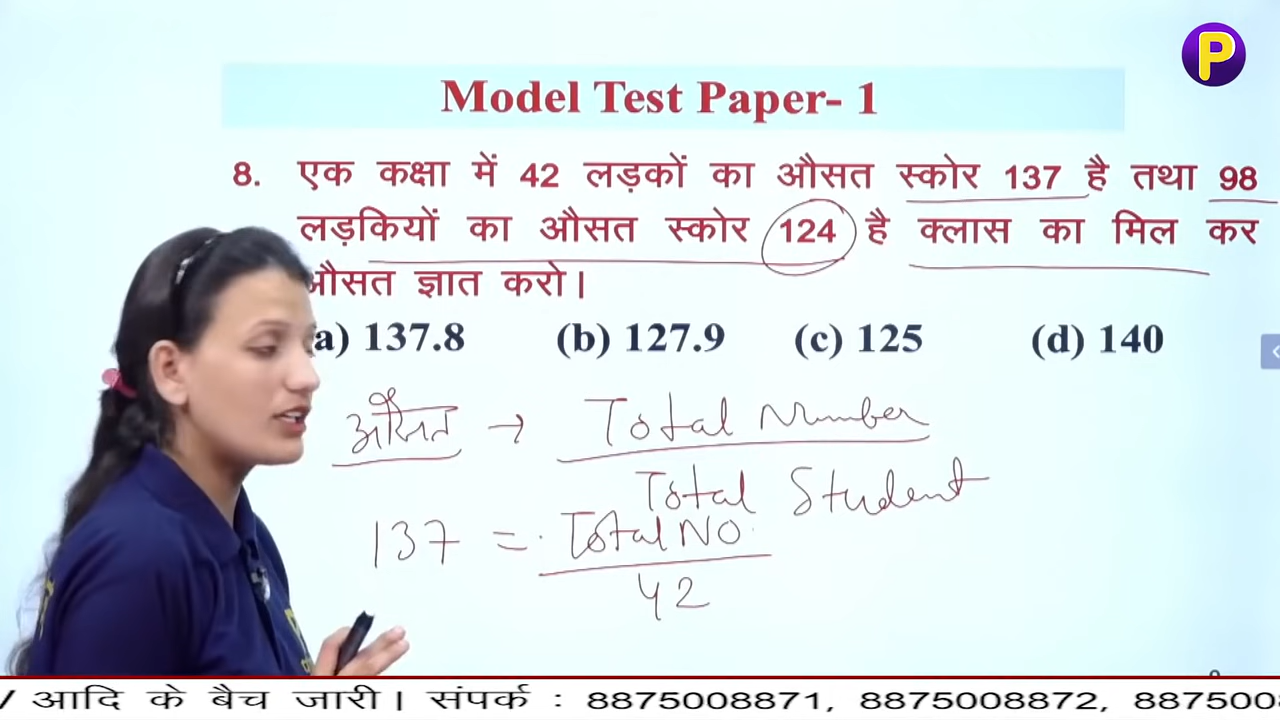 P
Model Test Paper- 1
8. एक कक्षा में 42 लड़कों का औसत स्कोर 137 है तथा 98
लड़कियों का औसत स्कोर 124 है क्लास का मिल कर
औसत ज्ञात करो।
a) 137.8 (b) 127.9 (c) 125 (d) 140
औसत → Total Number
Total Student
137 = Total No.
42
/ आदि के बैच जारी। संपर्क : 8875008871, 8875008872, 887500